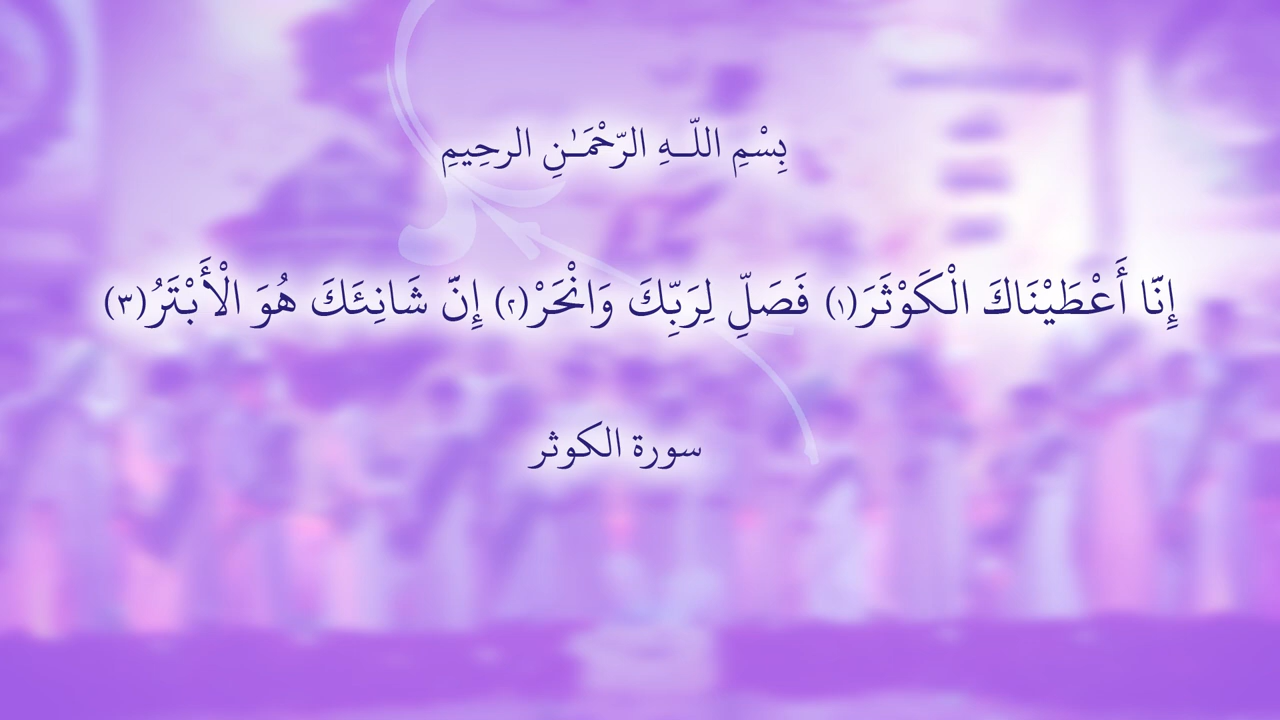 بِسْمِ اللّـهِ الرّحْمَـٰنِ الرحِيمِ
إِنّا أَعْطَيْنَاكَ الْكَوْثَرَ(١) فَصَلِّ لِرَبِّكَ وَانْحَرْ(٢) إِنّ شَانِئَكَ هُوَ الْأَبْتَرُ(٣)
سورة الكوثر